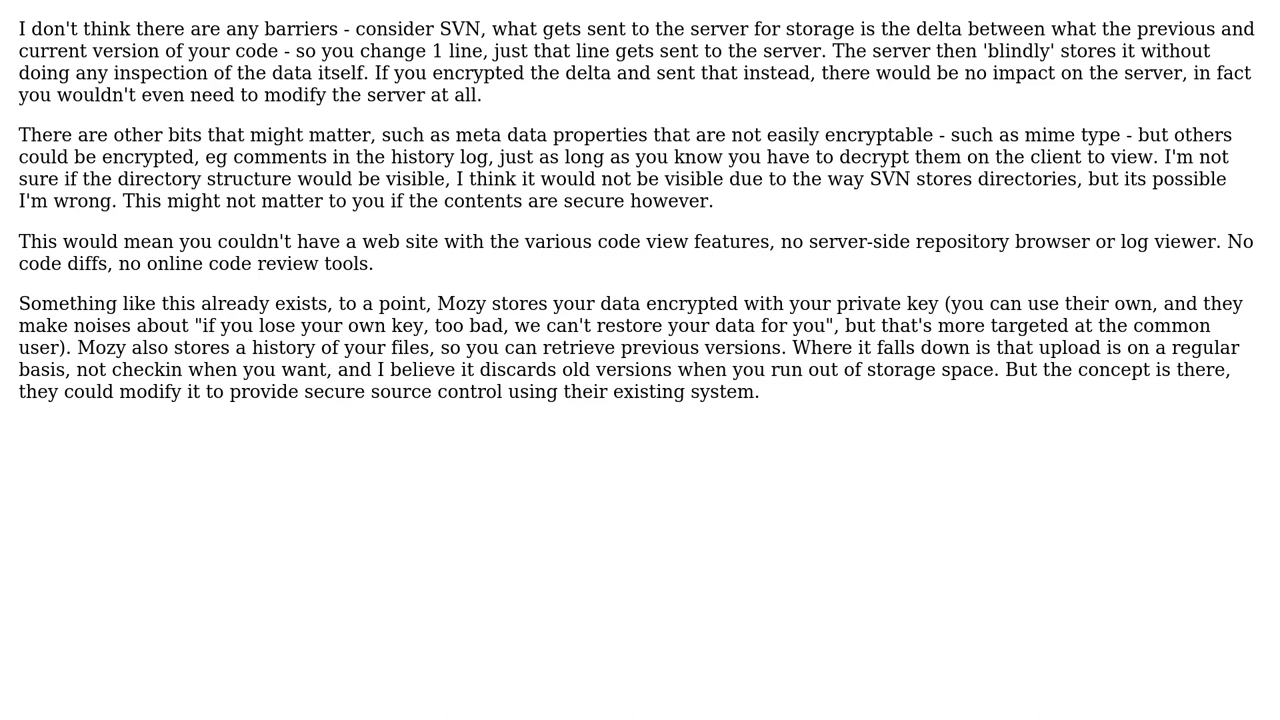 I don't think there are any barriers - consider SVN, what gets sent to the server for storage is the delta between what the previous and
current version of your code - so you change 1 line, just that line gets sent to the server. The server then 'blindly' stores it without
doing any inspection of the data itself. If you encrypted the delta and sent that instead, there would be no impact on the server, in fact
you wouldn't even need to modify the server at all.
There are other bits that might matter, such as meta data properties that are not easily encryptable - such as mime type - but others
could be encrypted, eg comments in the history log, just as long as you know you have to decrypt them on the client to view. I'm not
sure if the directory structure would be visible, I think it would not be visible due to the way SVN stores directories, but its possible
I'm wrong. This might not matter to you if the contents are secure however.
This would mean you couldn't have a web site with the various code view features, no server-side repository browser or log viewer. No
code diffs, no online code review tools.
Something like this already exists, to a point, Mozy stores your data encrypted with your private key (you can use their own, and they
make noises about "if you lose your own key, too bad, we can't restore your data for you", but that's more targeted at the common
user). Mozy also stores a history of your files, so you can retrieve previous versions. Where it falls down is that upload is on a regular
basis, not checkin when you want, and I believe it discards old versions when you run out of storage space. But the concept is there,
they could modify it to provide secure source control using their existing system.